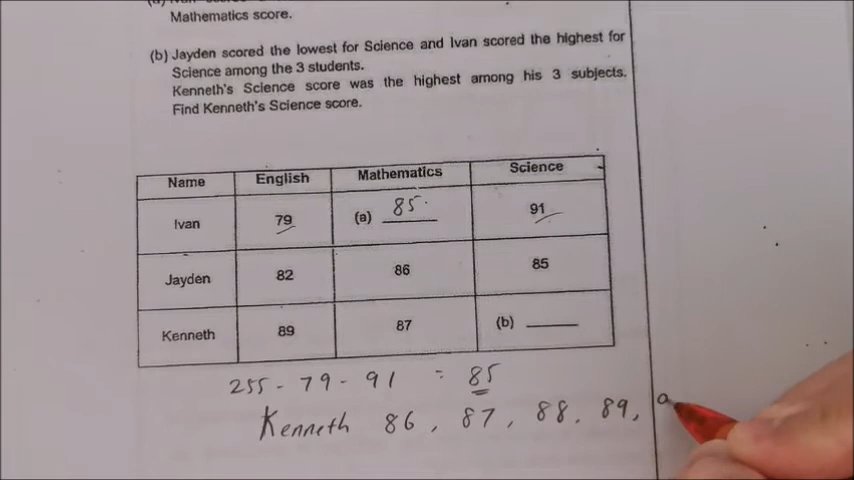 Mathematics score.
(b) Jayden scored the lowest for Science and Ivan scored the highest for
Science among the 3 students.
Kenneth's Science score was the highest among his 3 subjects.
Find Kenneth's Science score.
Name English Mathematics Science
Ivan 79 (a) 85 91
Jayden 82 86 85
Kenneth 89 87 (b)
255 - 79 - 91 = 85
Kenneth 86, 87, 88, 89,